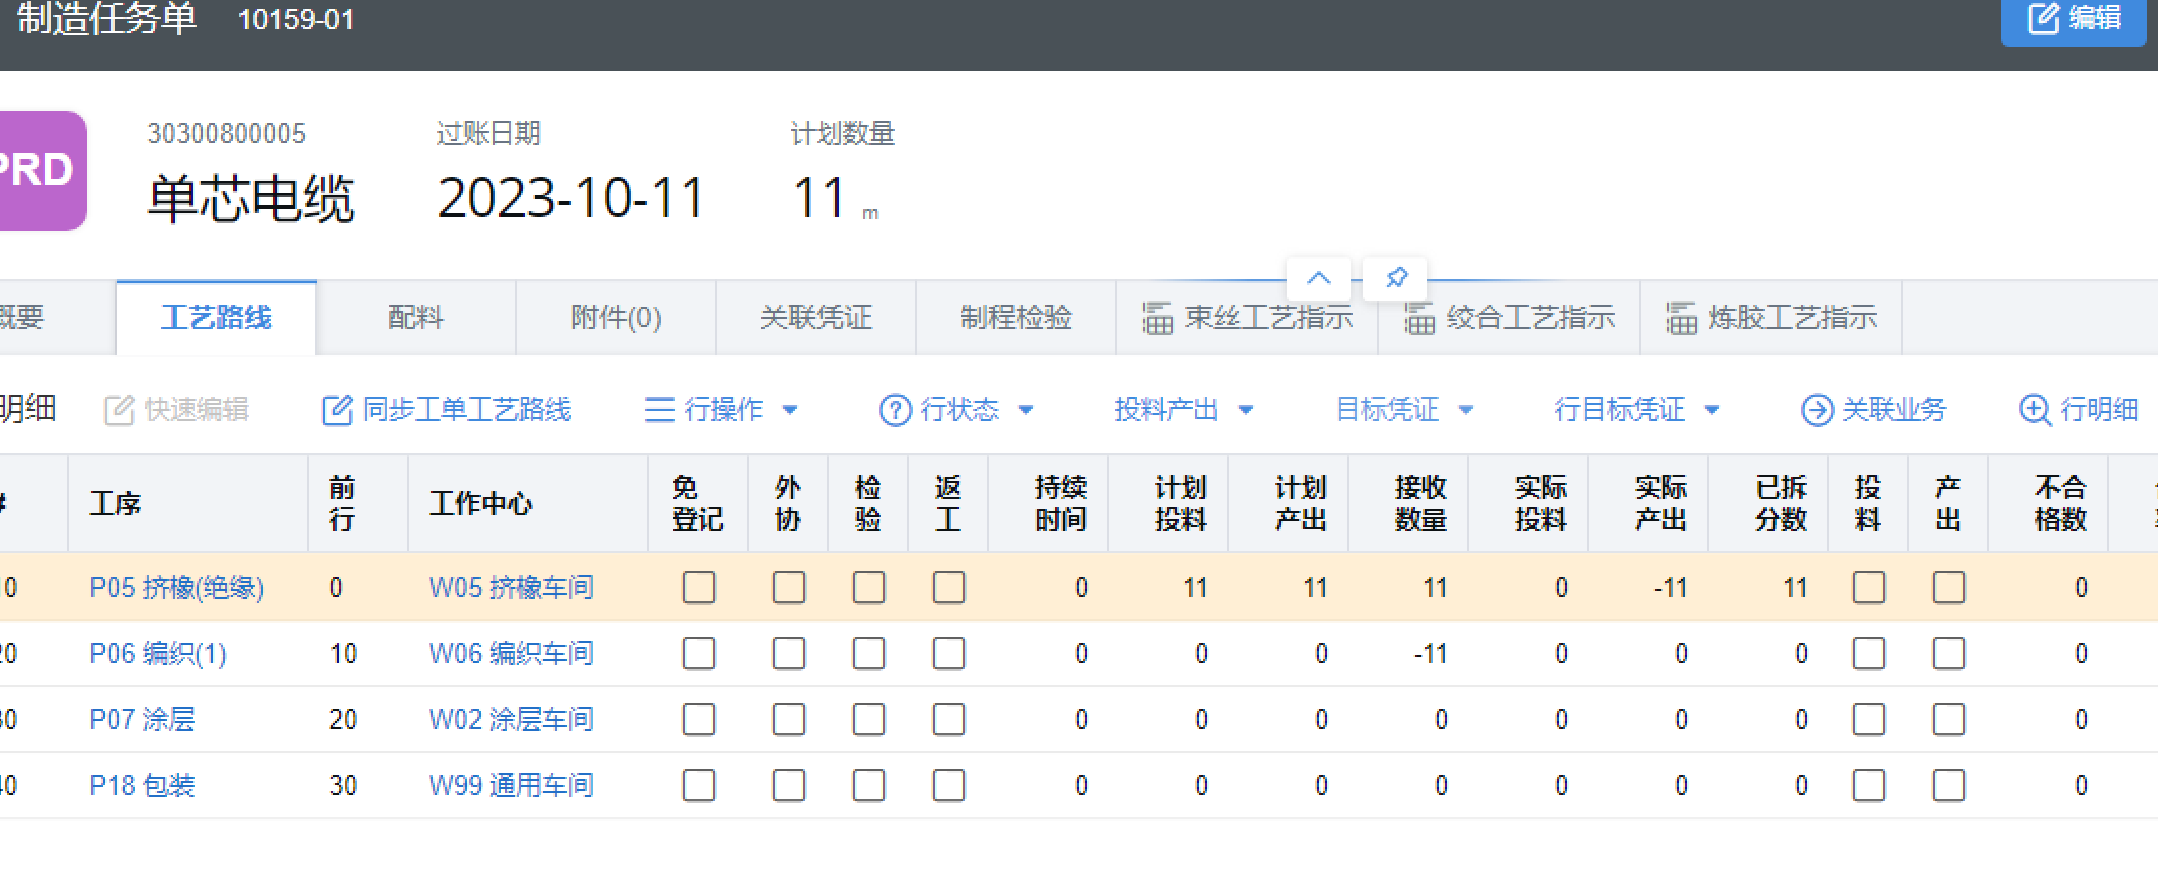 制造任务单 10159-01 编辑
PRD
30300800005 过账日期 计划数量
单芯电缆 2023-10-11 11 m
概要 工艺路线 配料 附件(0) 关联凭证 制程检验 束丝工艺指示 绞合工艺指示 炼胶工艺指示
明细 快速编辑 同步工单工艺路线 行操作 行状态 投料产出 目标凭证 行目标凭证 关联业务 行明细
# 工序 前行 工作中心 免登记 外协 检验 返工 持续时间 计划投料 计划产出 接收数量 实际投料 实际产出 已拆分数 投料 产出 不合格数
10 P05 挤橡(绝缘) 0 W05 挤橡车间 0 11 11 11 0 -11 11 0
20 P06 编织(1) 10 W06 编织车间 0 0 0 -11 0 0 0 0
30 P07 涂层 20 W02 涂层车间 0 0 0 0 0 0 0 0
40 P18 包装 30 W99 通用车间 0 0 0 0 0 0 0 0